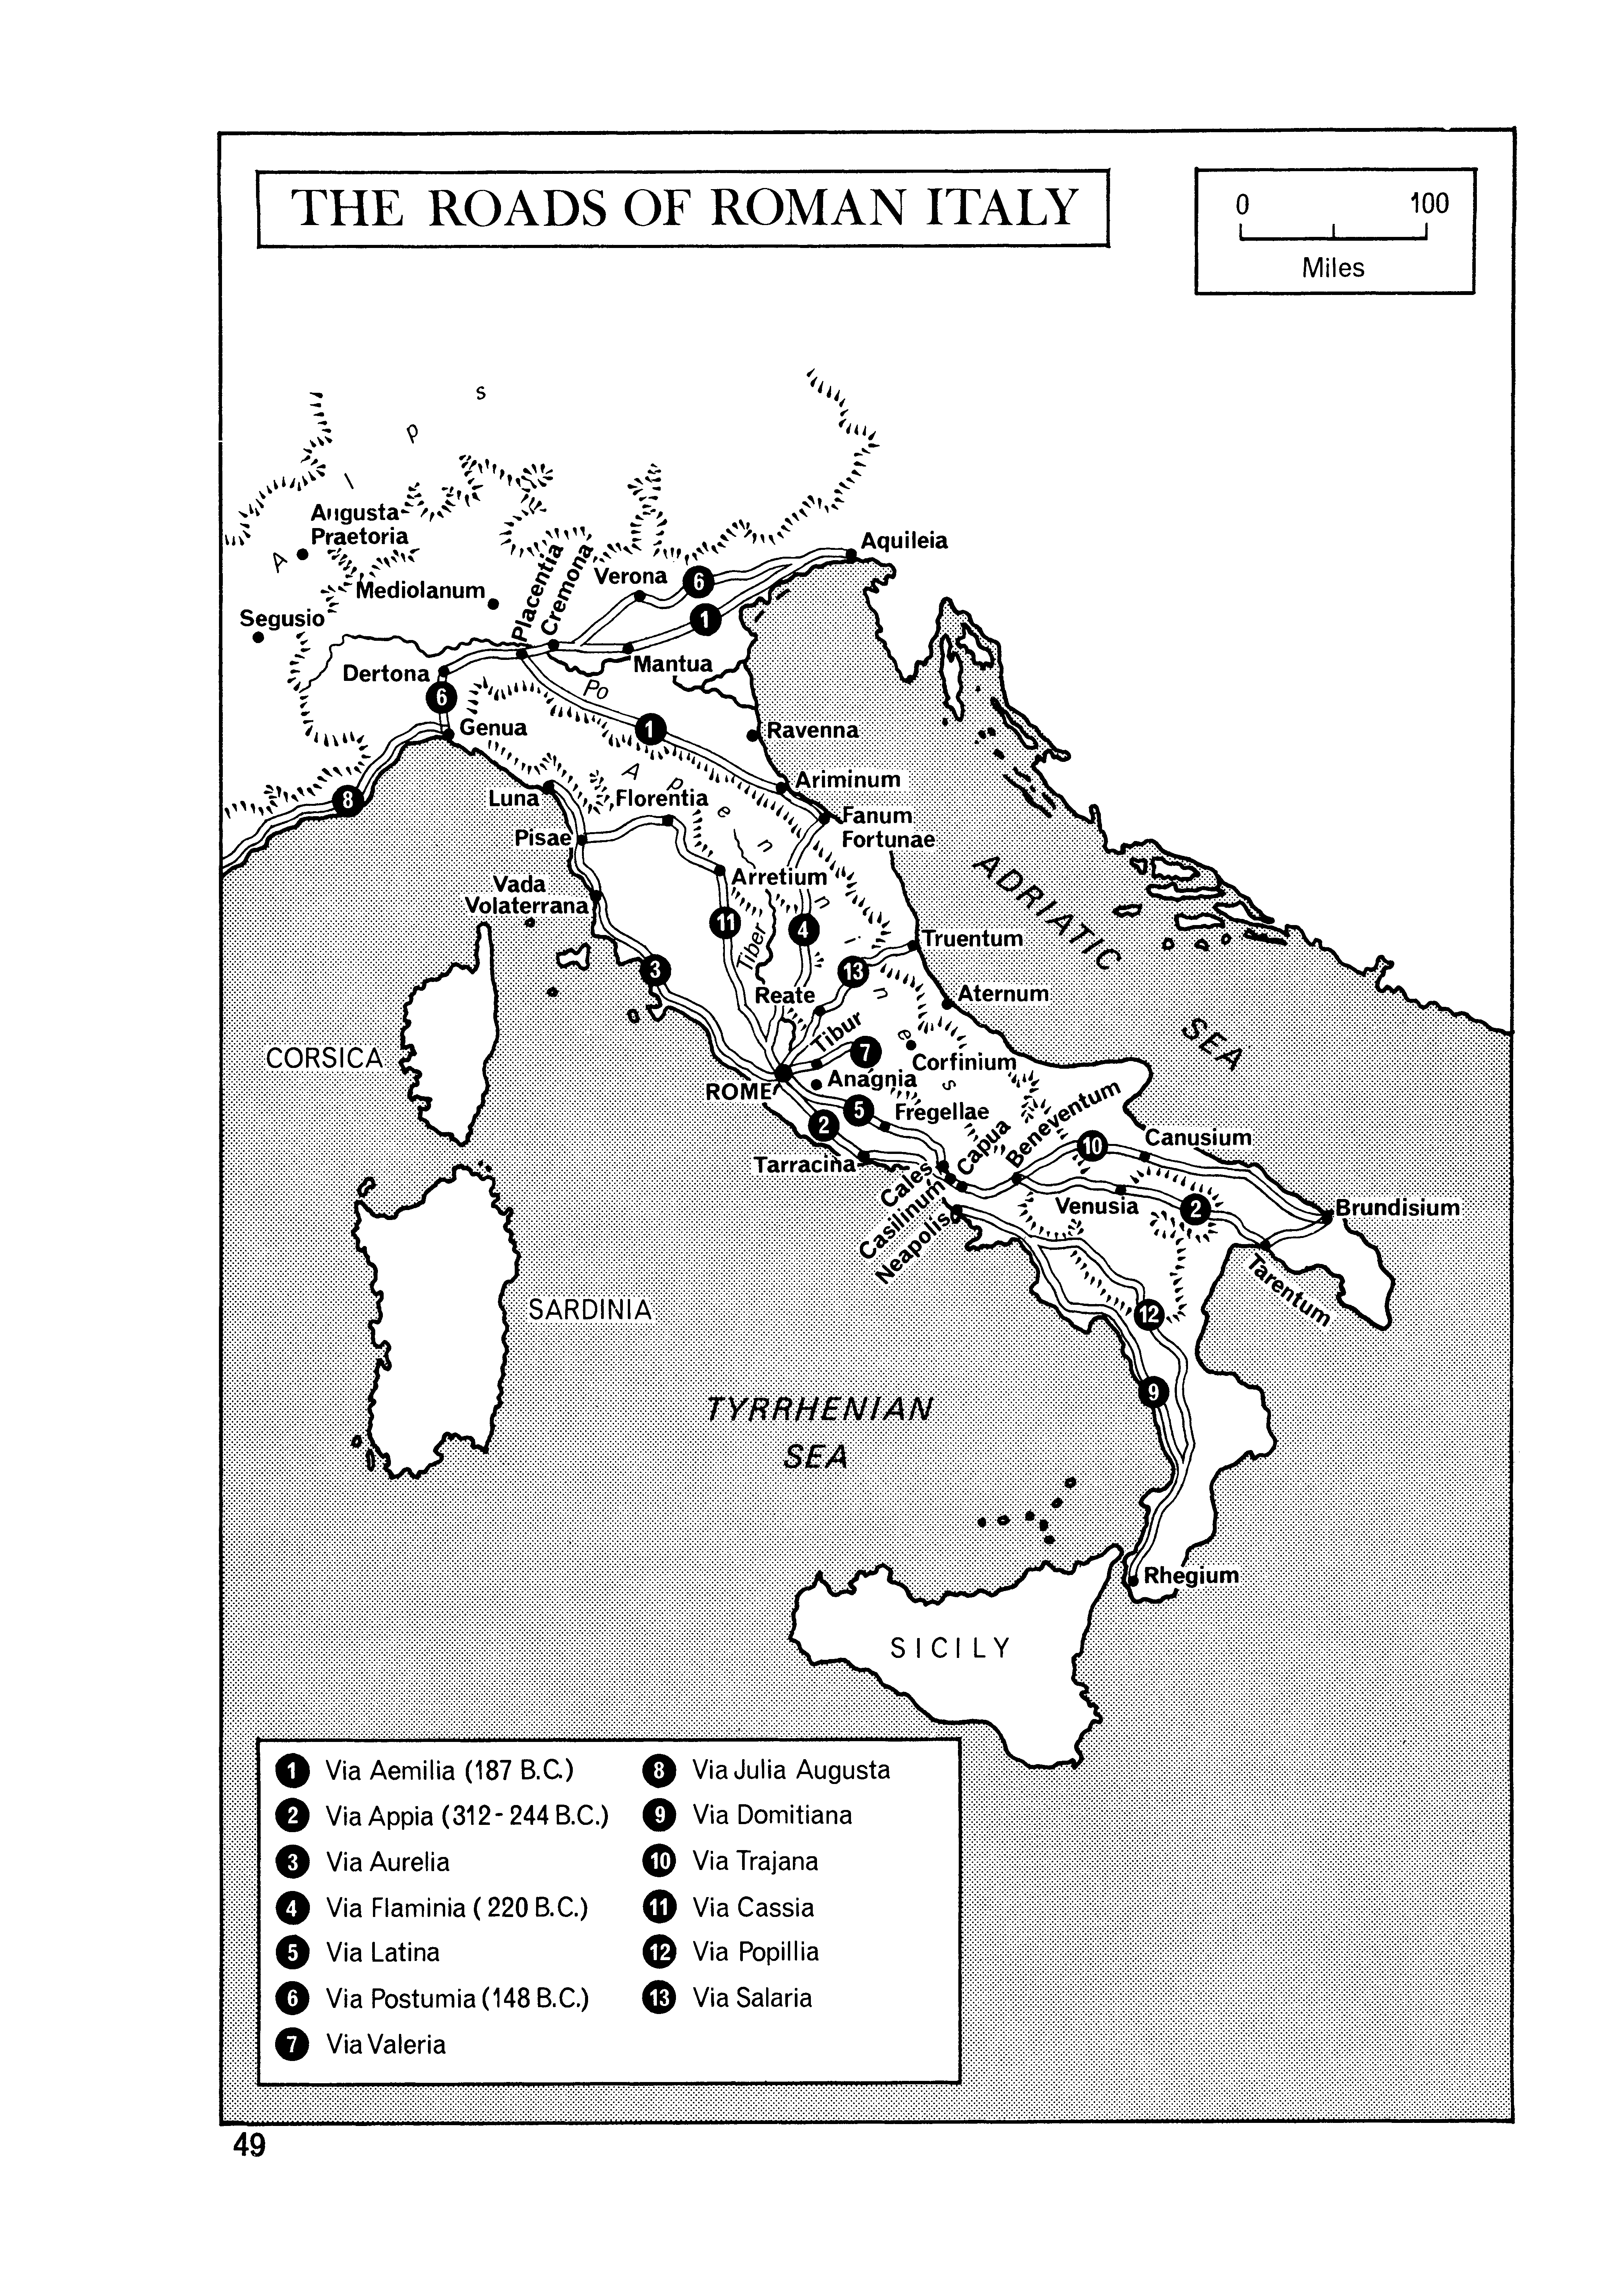 THE ROADS OF ROMAN ITALY
0 100
Miles
Alps
Augusta
Praetoria
Aquileia
Verona
6
Mediolanum
Placentia
Cremona
1
Segusio
Mantua
Dertona
6
Po
Genua
1
Ravenna
Apennines
Ariminum
8
Luna
Florentia
Fanum
Fortunae
Pisae
Arretium
Vada
Volaterrana
11
4
Tiber
ADRIATIC
SEA
Truentum
3
13
Reate
Aternum
CORSICA
Tibur
7
Corfinium
ROME
Anagnia
5
Fregellae
2
Tarracina
Capua
Beneventum
10
Canusium
Cales
Casilinum
Neapolis
Venusia
2
Brundisium
Tarentum
SARDINIA
12
9
TYRRHENIAN
SEA
Rhegium
SICILY
1 Via Aemilia (187 B.C.)
2 Via Appia (312-244 B.C.)
3 Via Aurelia
4 Via Flaminia (220 B.C.)
5 Via Latina
6 Via Postumia (148 B.C.)
7 Via Valeria
8 Via Julia Augusta
9 Via Domitiana
10 Via Trajana
11 Via Cassia
12 Via Popillia
13 Via Salaria
49